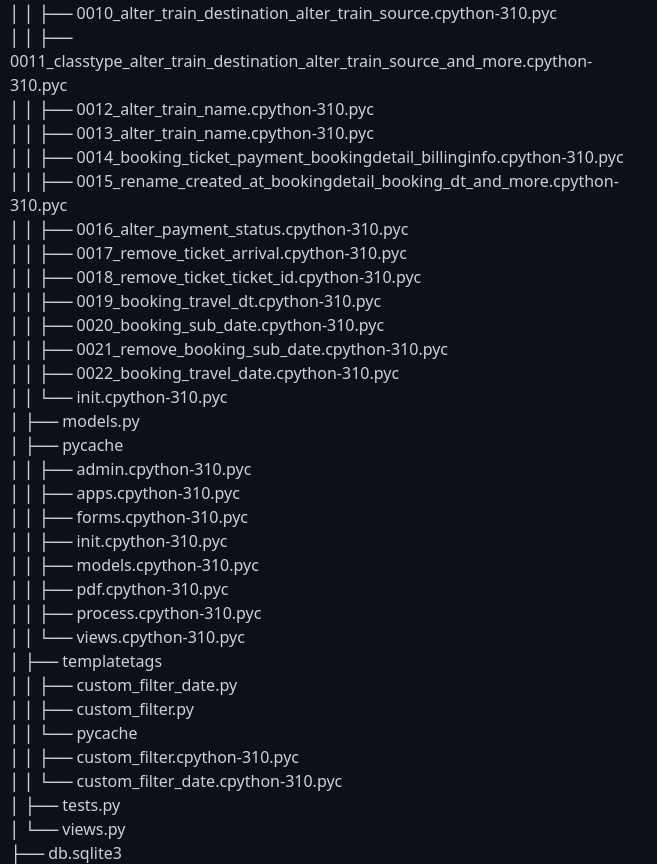 │ │ ├── 0010_alter_train_destination_alter_train_source.cpython-310.pyc
│ │ ├──
0011_classtype_alter_train_destination_alter_train_source_and_more.cpython-
310.pyc
│ │ ├── 0012_alter_train_name.cpython-310.pyc
│ │ ├── 0013_alter_train_name.cpython-310.pyc
│ │ ├── 0014_booking_ticket_payment_bookingdetail_billinginfo.cpython-310.pyc
│ │ ├── 0015_rename_created_at_bookingdetail_booking_dt_and_more.cpython-
310.pyc
│ │ ├── 0016_alter_payment_status.cpython-310.pyc
│ │ ├── 0017_remove_ticket_arrival.cpython-310.pyc
│ │ ├── 0018_remove_ticket_ticket_id.cpython-310.pyc
│ │ ├── 0019_booking_travel_dt.cpython-310.pyc
│ │ ├── 0020_booking_sub_date.cpython-310.pyc
│ │ ├── 0021_remove_booking_sub_date.cpython-310.pyc
│ │ ├── 0022_booking_travel_date.cpython-310.pyc
│ │ └── init.cpython-310.pyc
│ ├── models.py
│ ├── pycache
│ │ ├── admin.cpython-310.pyc
│ │ ├── apps.cpython-310.pyc
│ │ ├── forms.cpython-310.pyc
│ │ ├── init.cpython-310.pyc
│ │ ├── models.cpython-310.pyc
│ │ ├── pdf.cpython-310.pyc
│ │ ├── process.cpython-310.pyc
│ │ └── views.cpython-310.pyc
│ ├── templatetags
│ │ ├── custom_filter_date.py
│ │ ├── custom_filter.py
│ │ └── pycache
│ │ ├── custom_filter.cpython-310.pyc
│ │ └── custom_filter_date.cpython-310.pyc
│ ├── tests.py
│ └── views.py
├── db.sqlite3